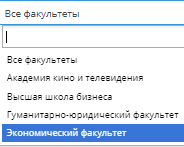 Все факультеты
Все факультеты
Академия кино и телевидения
Высшая школа бизнеса
Гуманитарно-юридический факультет
Экономический факультет